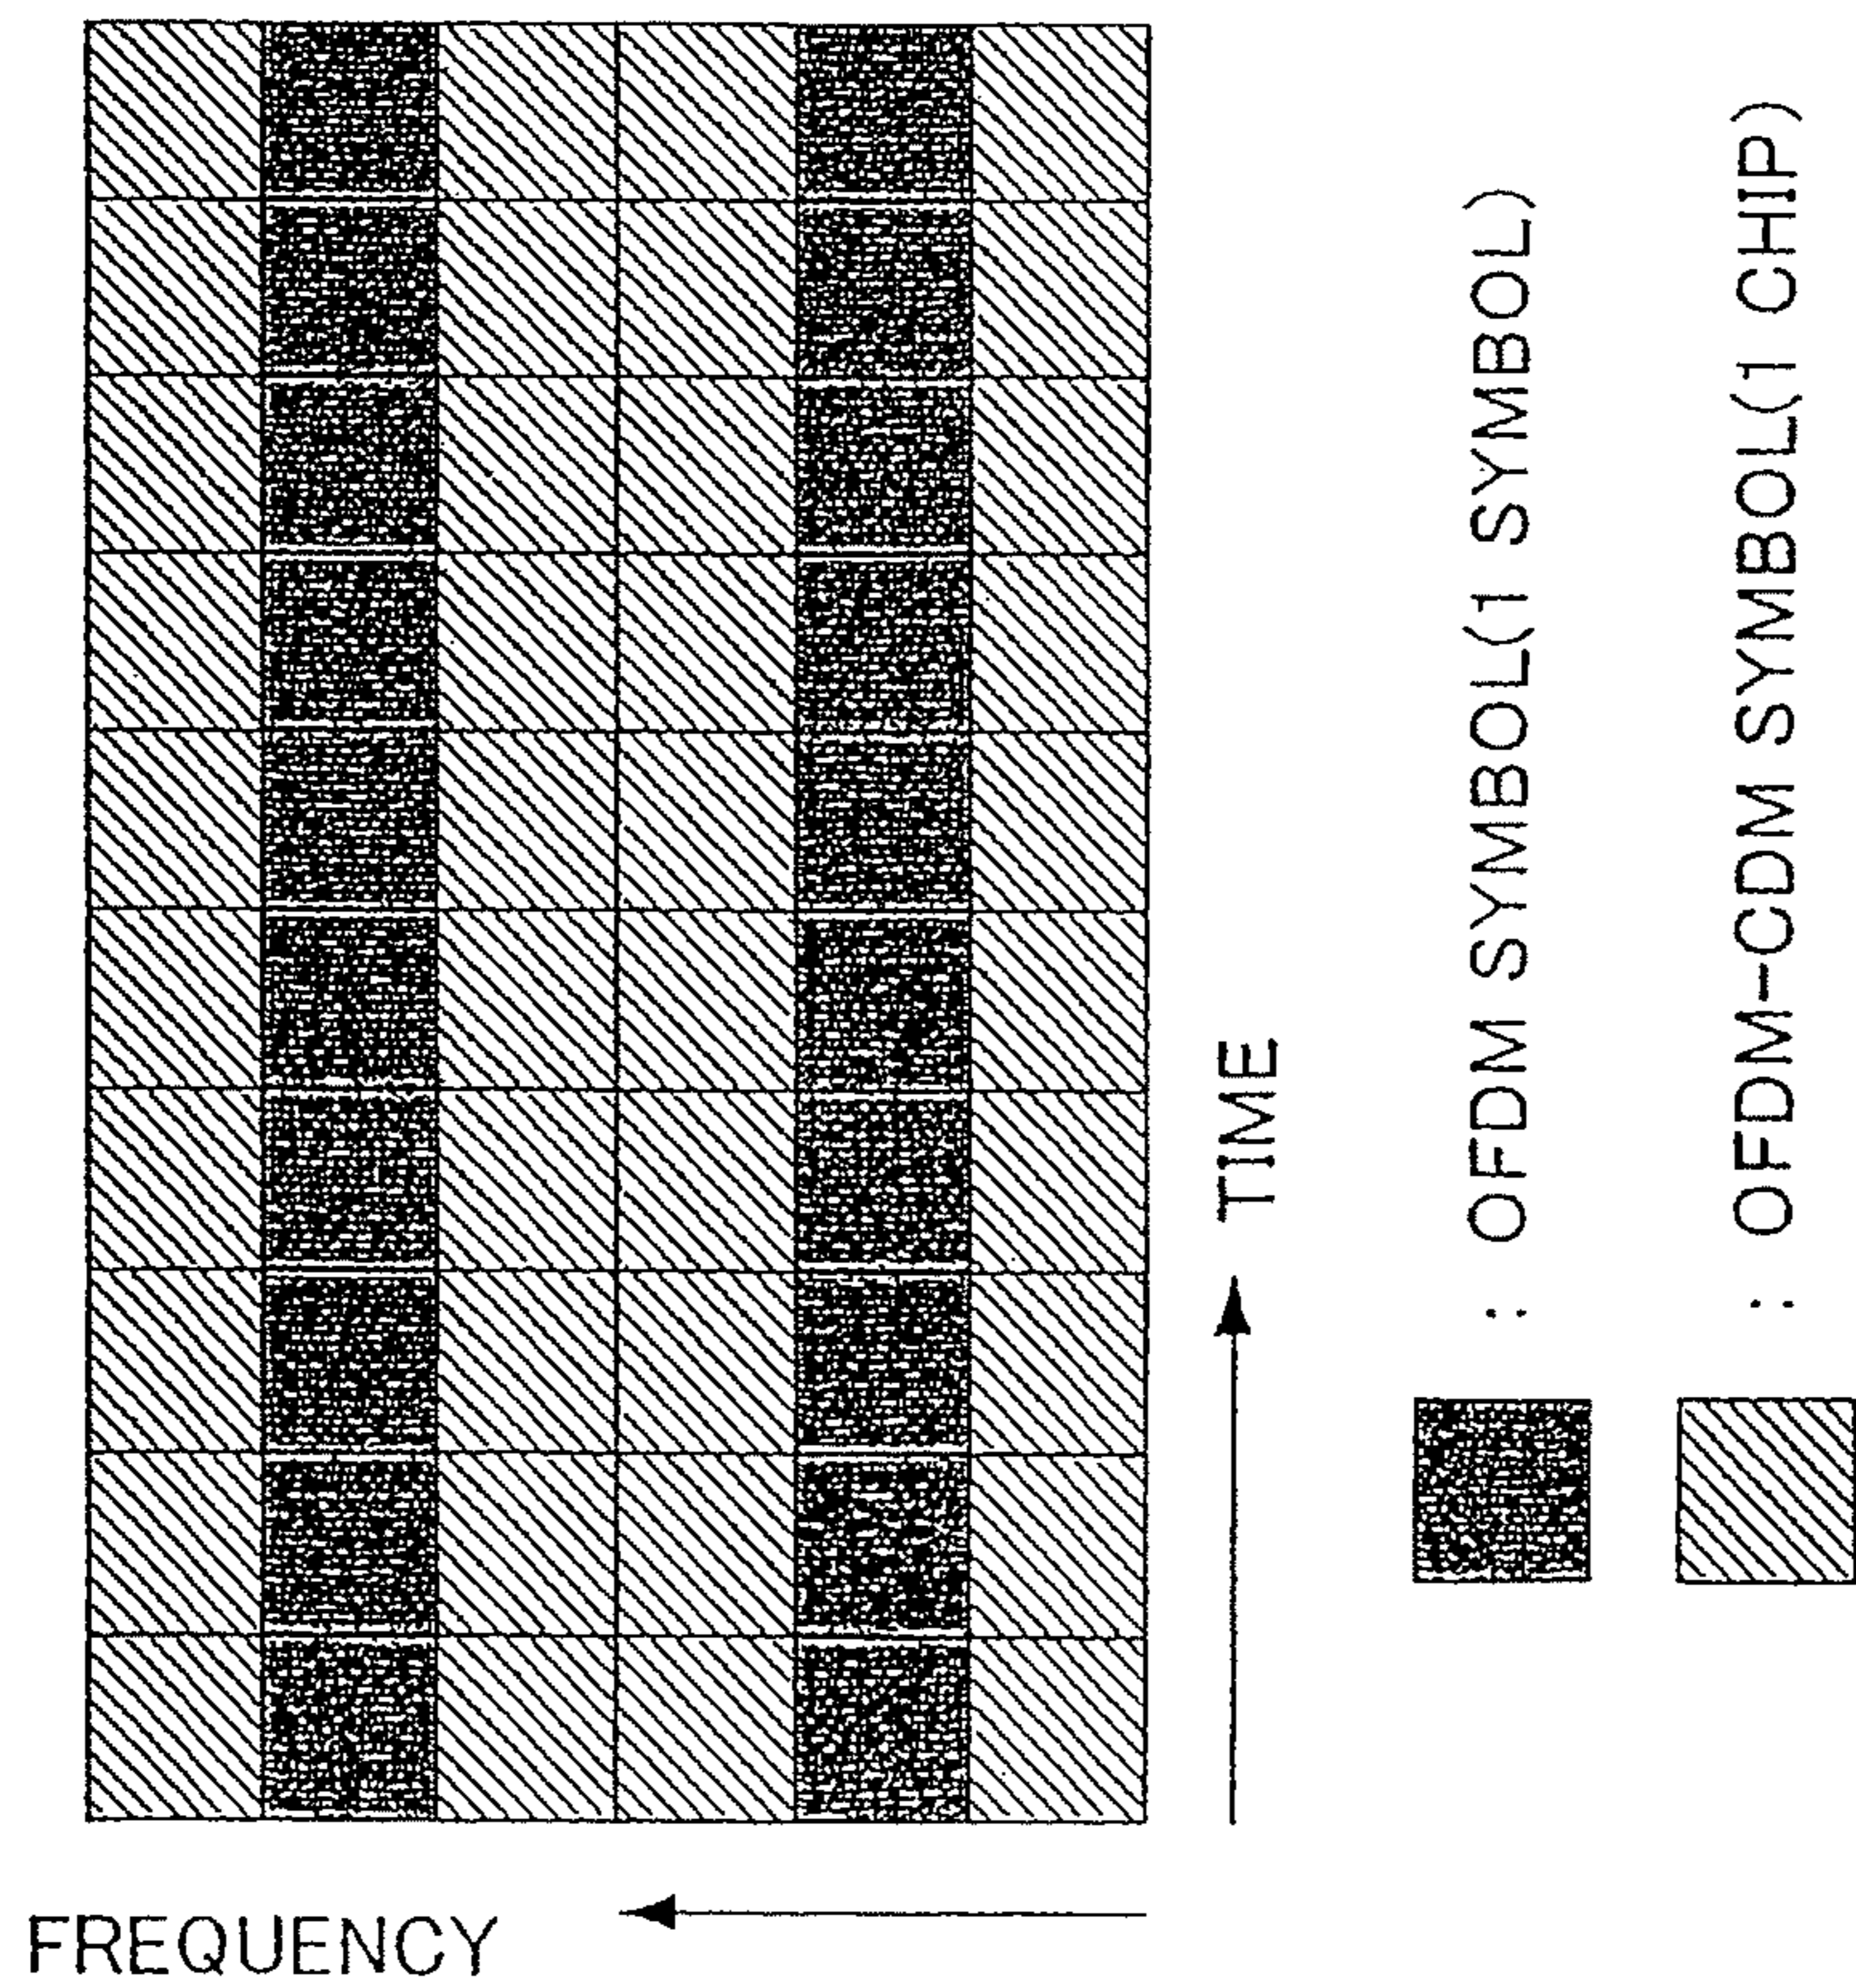 FREQUENCY
TIME
: OFDM SYMBOL(1 SYMBOL)
: OFDM-CDM SYMBOL(1 CHIP)